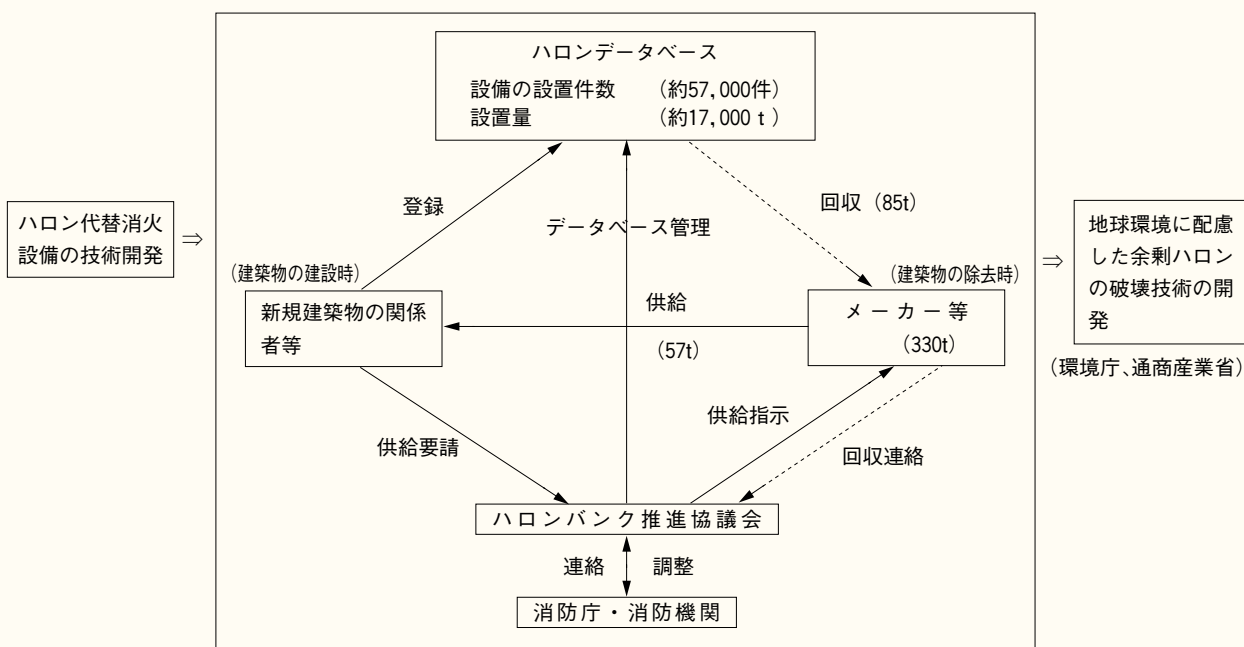 ハロンデータベース
設備の設置件数 (約57,000件)
設置量 (約17,000 t )
登録
データベース管理
回収 (85t)
ハロン代替消火
設備の技術開発
⇒
(建築物の建設時)
新規建築物の関係
者等
供給
(57t)
(建築物の除去時)
メーカー等
(330t)
⇒
地球環境に配慮
した余剰ハロン
の破壊技術の開
発
(環境庁、通商産業省)
供給要請
供給指示
回収連絡
ハロンバンク推進協議会
連絡 調整
消防庁・消防機関